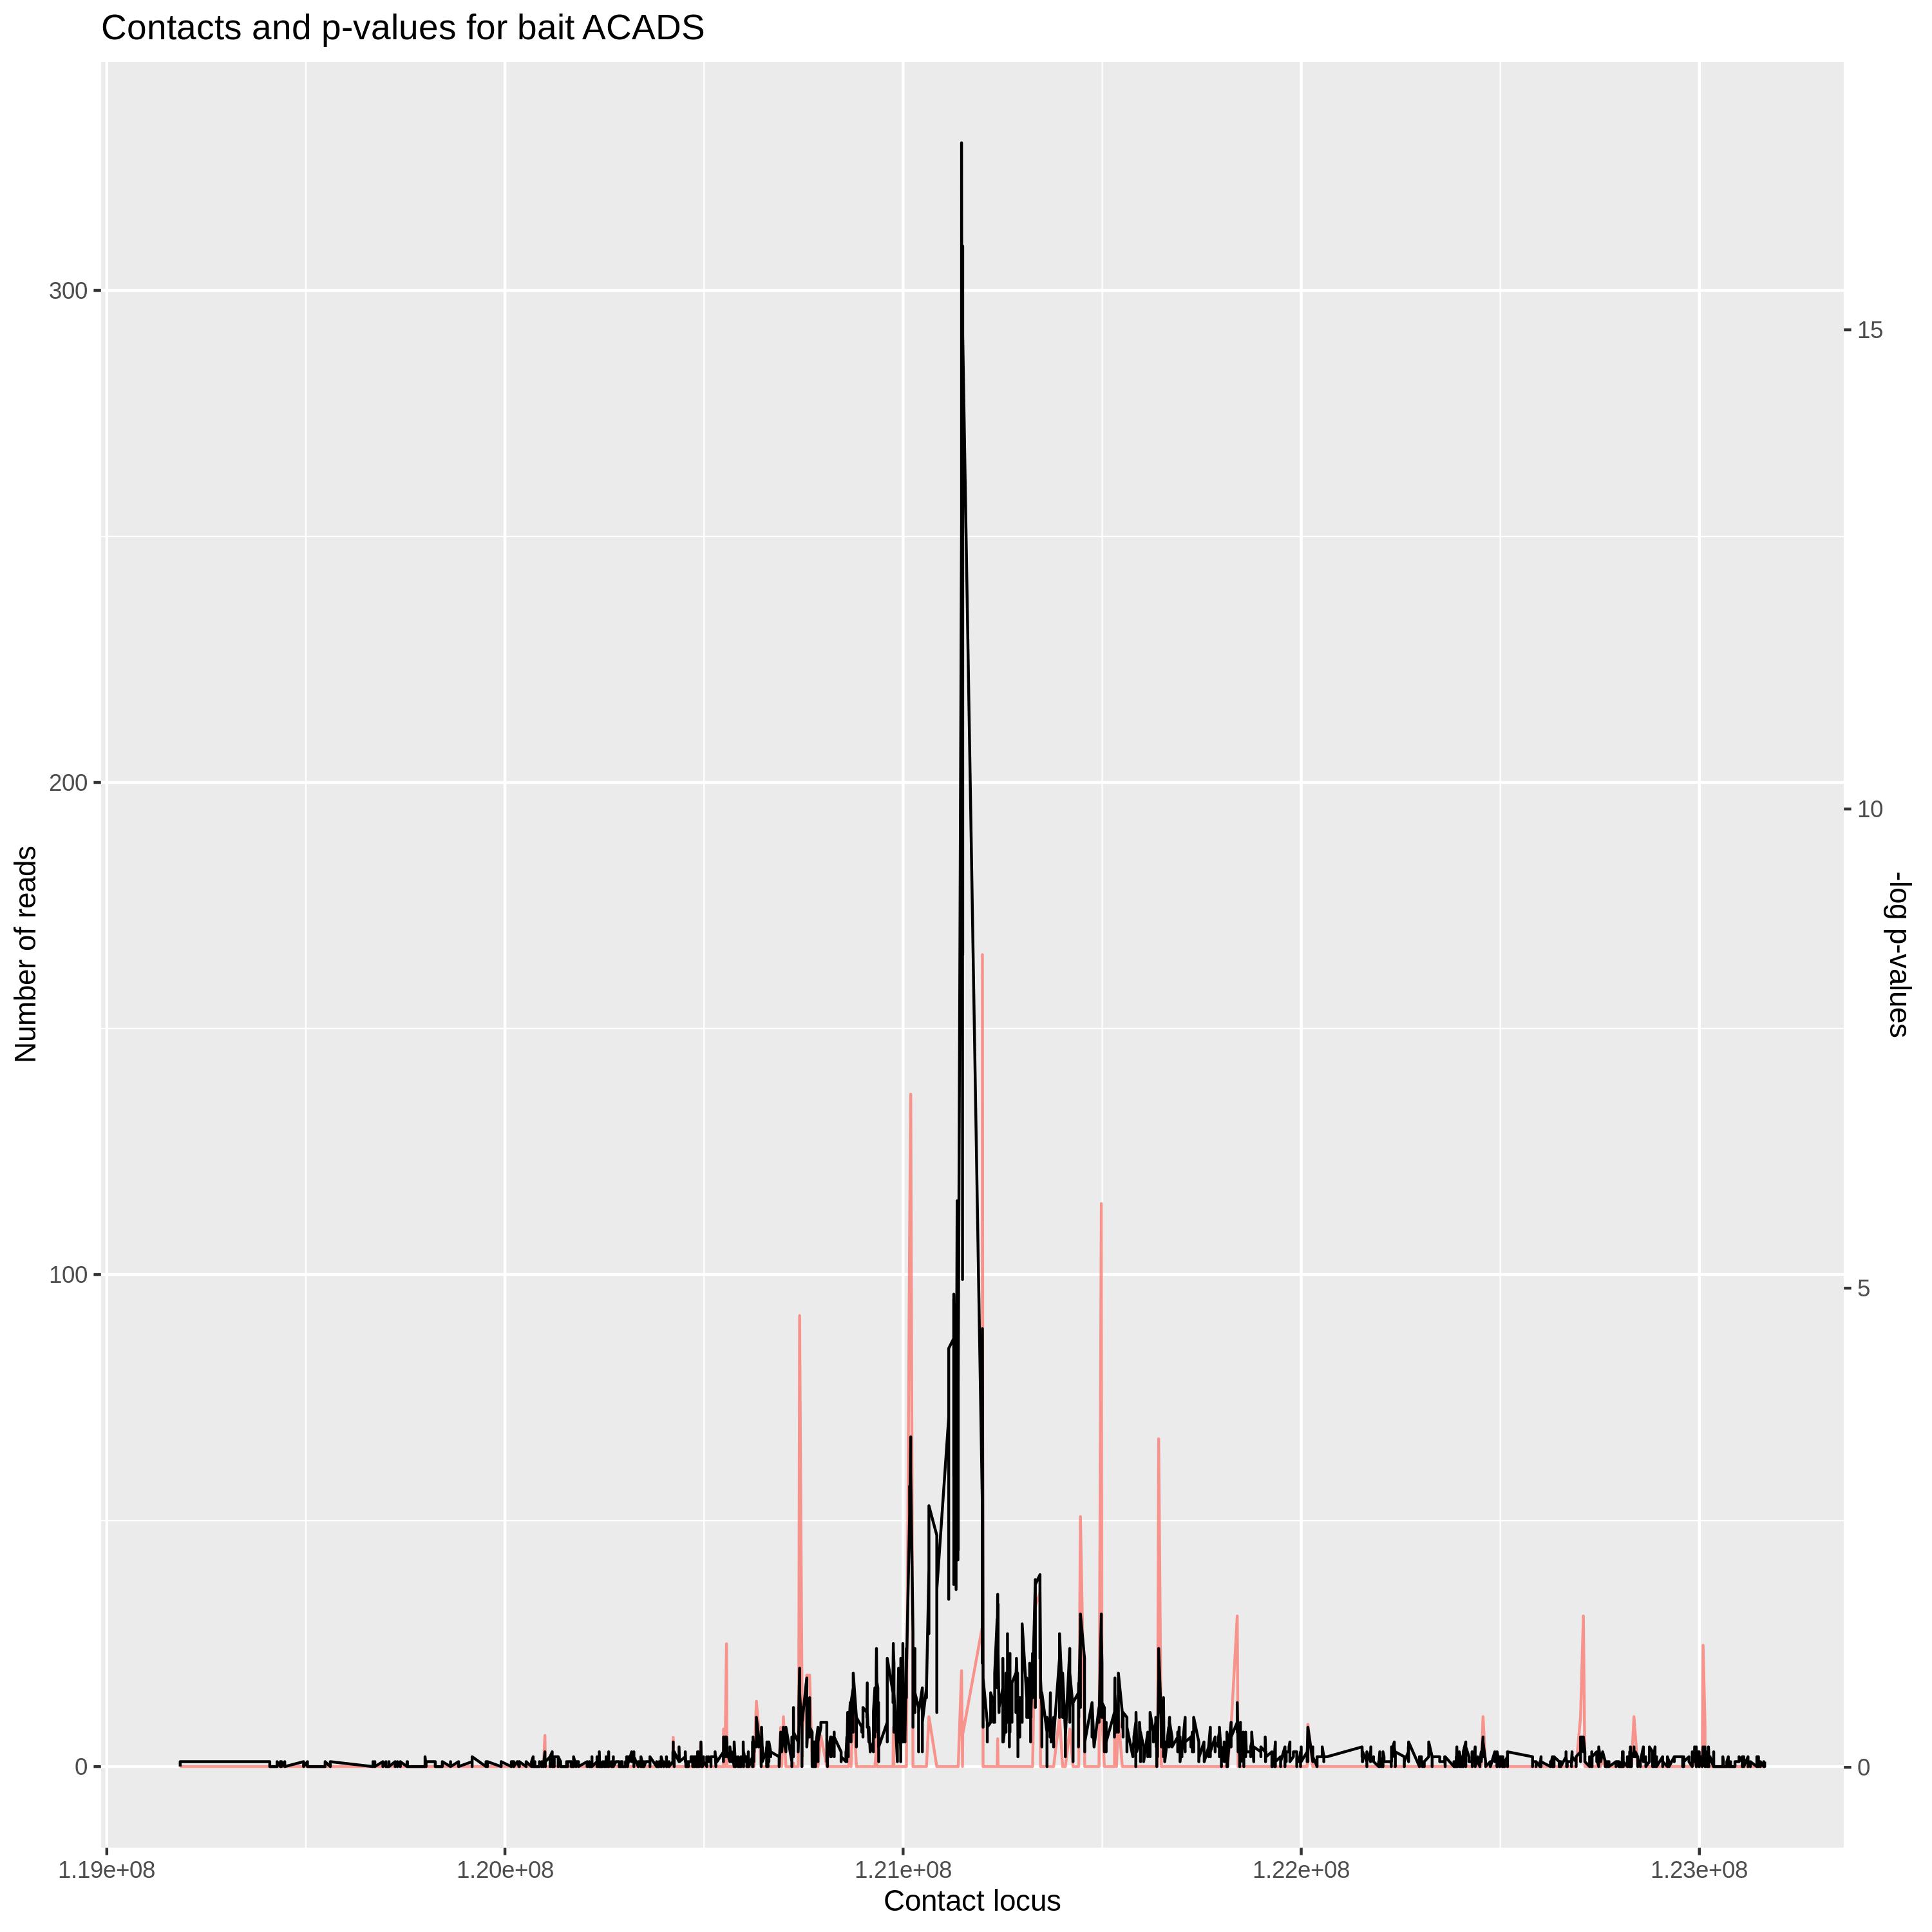 Contacts and p-values for bait ACADS
300
200
100
0
Number of reads
15
10
5
0
-log p-values
1.19e+08
1.20e+08
1.21e+08
1.22e+08
1.23e+08
Contact locus